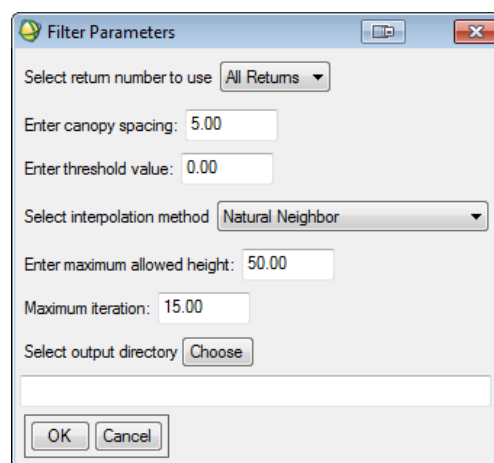 Filter Parameters
Select return number to use All Returns
Enter canopy spacing: 5.00
Enter threshold value: 0.00
Select interpolation method Natural Neighbor
Enter maximum allowed height: 50.00
Maximum iteration: 15.00
Select output directory Choose
OK Cancel